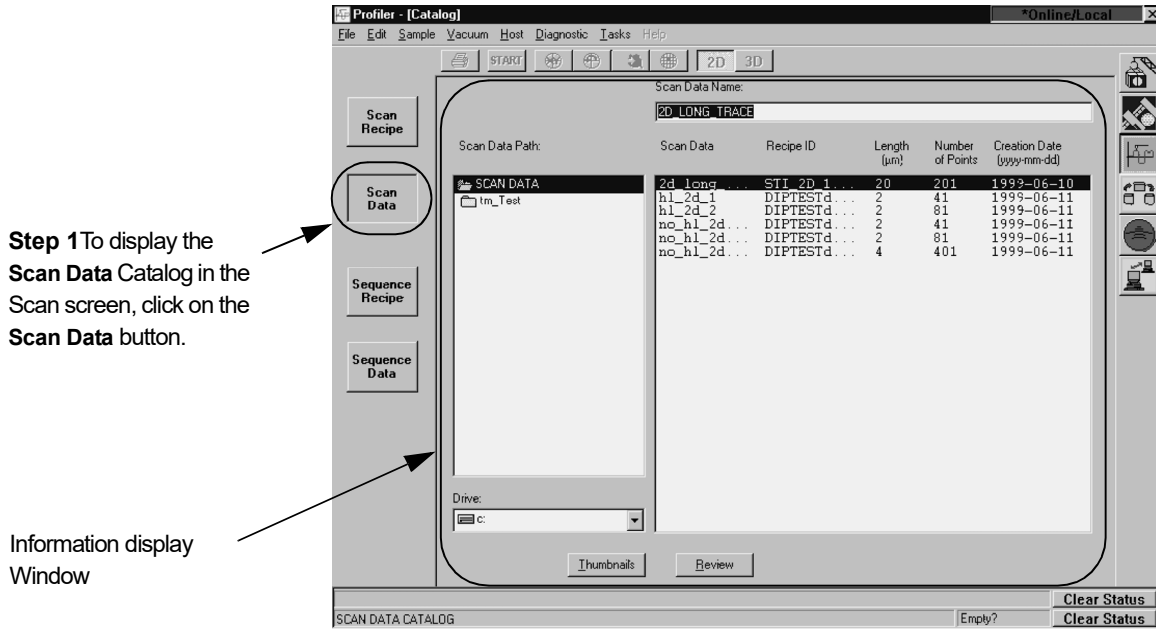 Profiler - [Catalog]
*Online/Local
File Edit Sample Vacuum Host Diagnostic Tasks Help
START 2D 3D
Scan Data Name:
2D_LONG_TRACE
Scan
Recipe
Scan
Data
Sequence
Recipe
Sequence
Data
Scan Data Path:
SCAN DATA
tm_Test
Drive:
c:
Scan Data Recipe ID Length (µm) Number of Points Creation Date (yyyy-mm-dd)
2d_long_... STI_2D_1... 20 201 1999-06-10
hl_2d_1 DIPTESTd... 2 41 1999-06-11
hl_2d_2 DIPTESTd... 2 81 1999-06-11
no_hl_2d... DIPTESTd... 2 41 1999-06-11
no_hl_2d... DIPTESTd... 2 81 1999-06-11
no_hl_2d... DIPTESTd... 4 401 1999-06-11
Thumbnails Review
Clear Status
SCAN DATA CATALOG Empty? Clear Status
Step 1To display the
Scan Data Catalog in the
Scan screen, click on the
Scan Data button.
Information display
Window